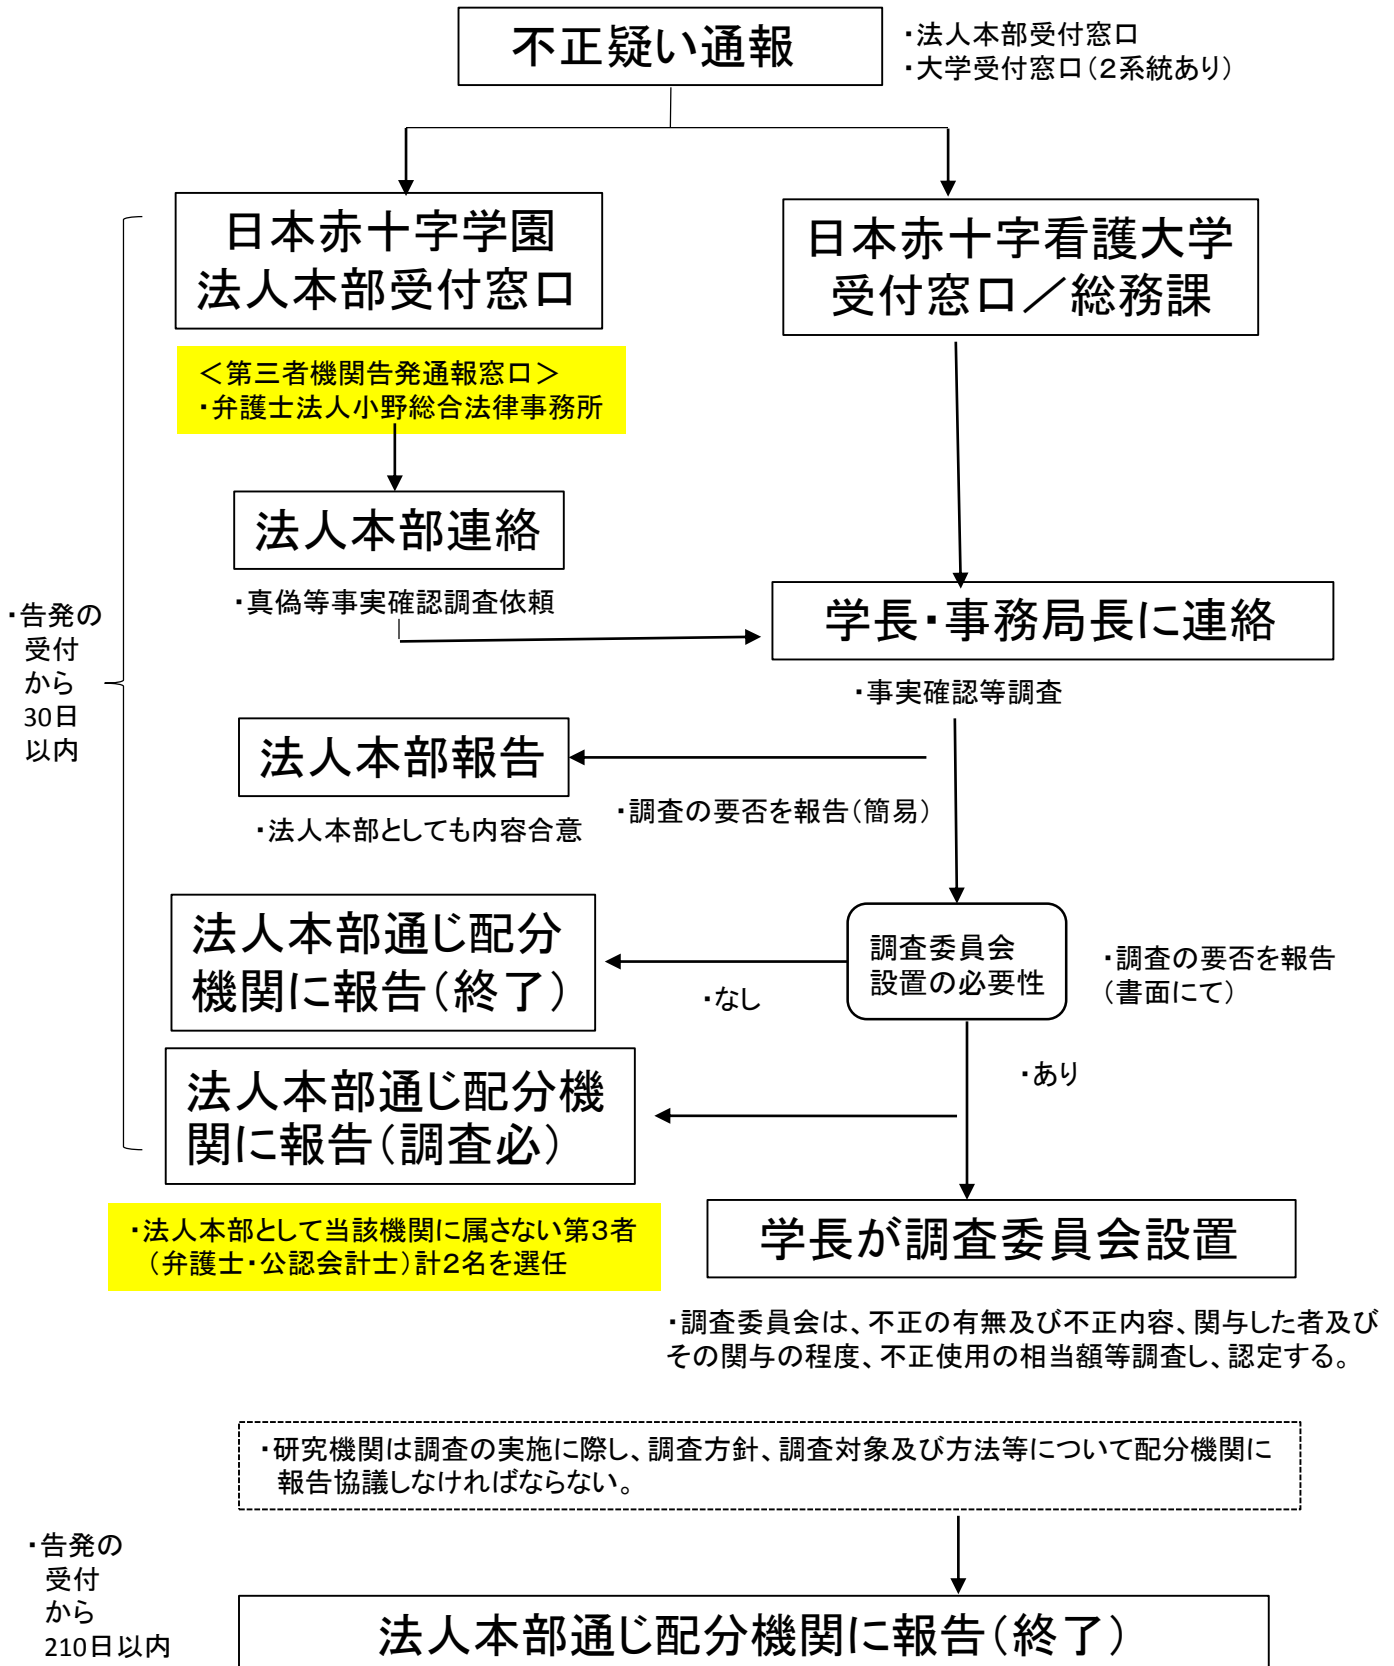 不正疑い通報
・法人本部受付窓口
・大学受付窓口(２系統あり)
日本赤十字学園
法人本部受付窓口
日本赤十字看護大学
受付窓口／総務課
＜第三者機関告発通報窓口＞
・弁護士法人小野総合法律事務所
法人本部連絡
・真偽等事実確認調査依頼
学長・事務局長に連絡
・告発の
受付
から
30日
以内
・事実確認等調査
法人本部報告
・調査の要否を報告(簡易)
・法人本部としても内容合意
法人本部通じ配分
機関に報告(終了)
調査委員会
設置の必要性
・調査の要否を報告
(書面にて)
・なし
・あり
法人本部通じ配分機
関に報告(調査必)
・法人本部として当該機関に属さない第３者
(弁護士・公認会計士)計２名を選任
学長が調査委員会設置
・調査委員会は、不正の有無及び不正内容、関与した者及び
その関与の程度、不正使用の相当額等調査し、認定する。
・研究機関は調査の実施に際し、調査方針、調査対象及び方法等について配分機関に
報告協議しなければならない。
・告発の
受付
から
210日以内
法人本部通じ配分機関に報告(終了)